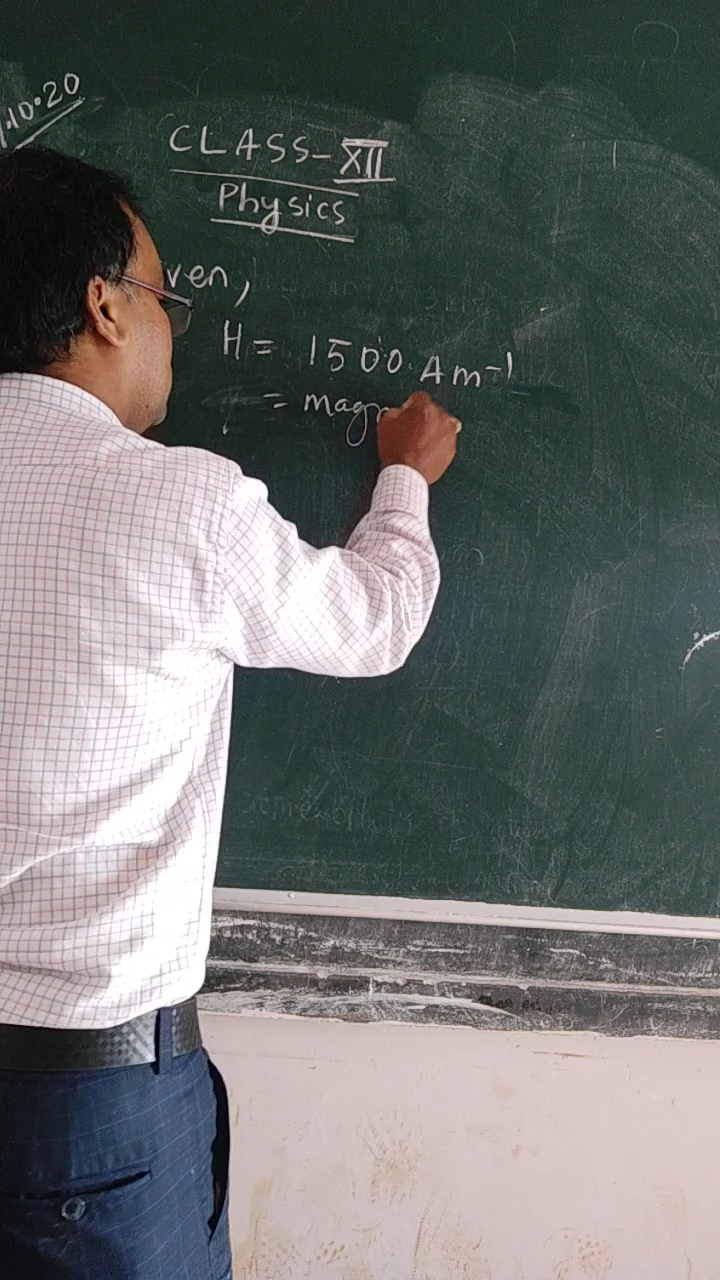 .10.20
CLASS-XII
Physics
ven,
H = 1500 Am⁻¹
= magn